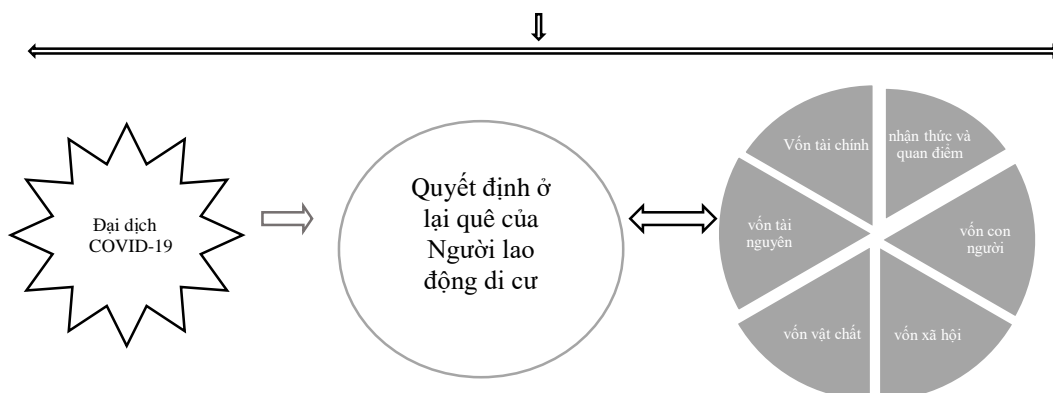 Đại dịch
COVID-19
Quyết định ở
lại quê của
Người lao
động di cư
Vốn tài chính
nhận thức và
quan điểm
vốn tài
nguyên
vốn con
người
vốn vật chất
vốn xã hội